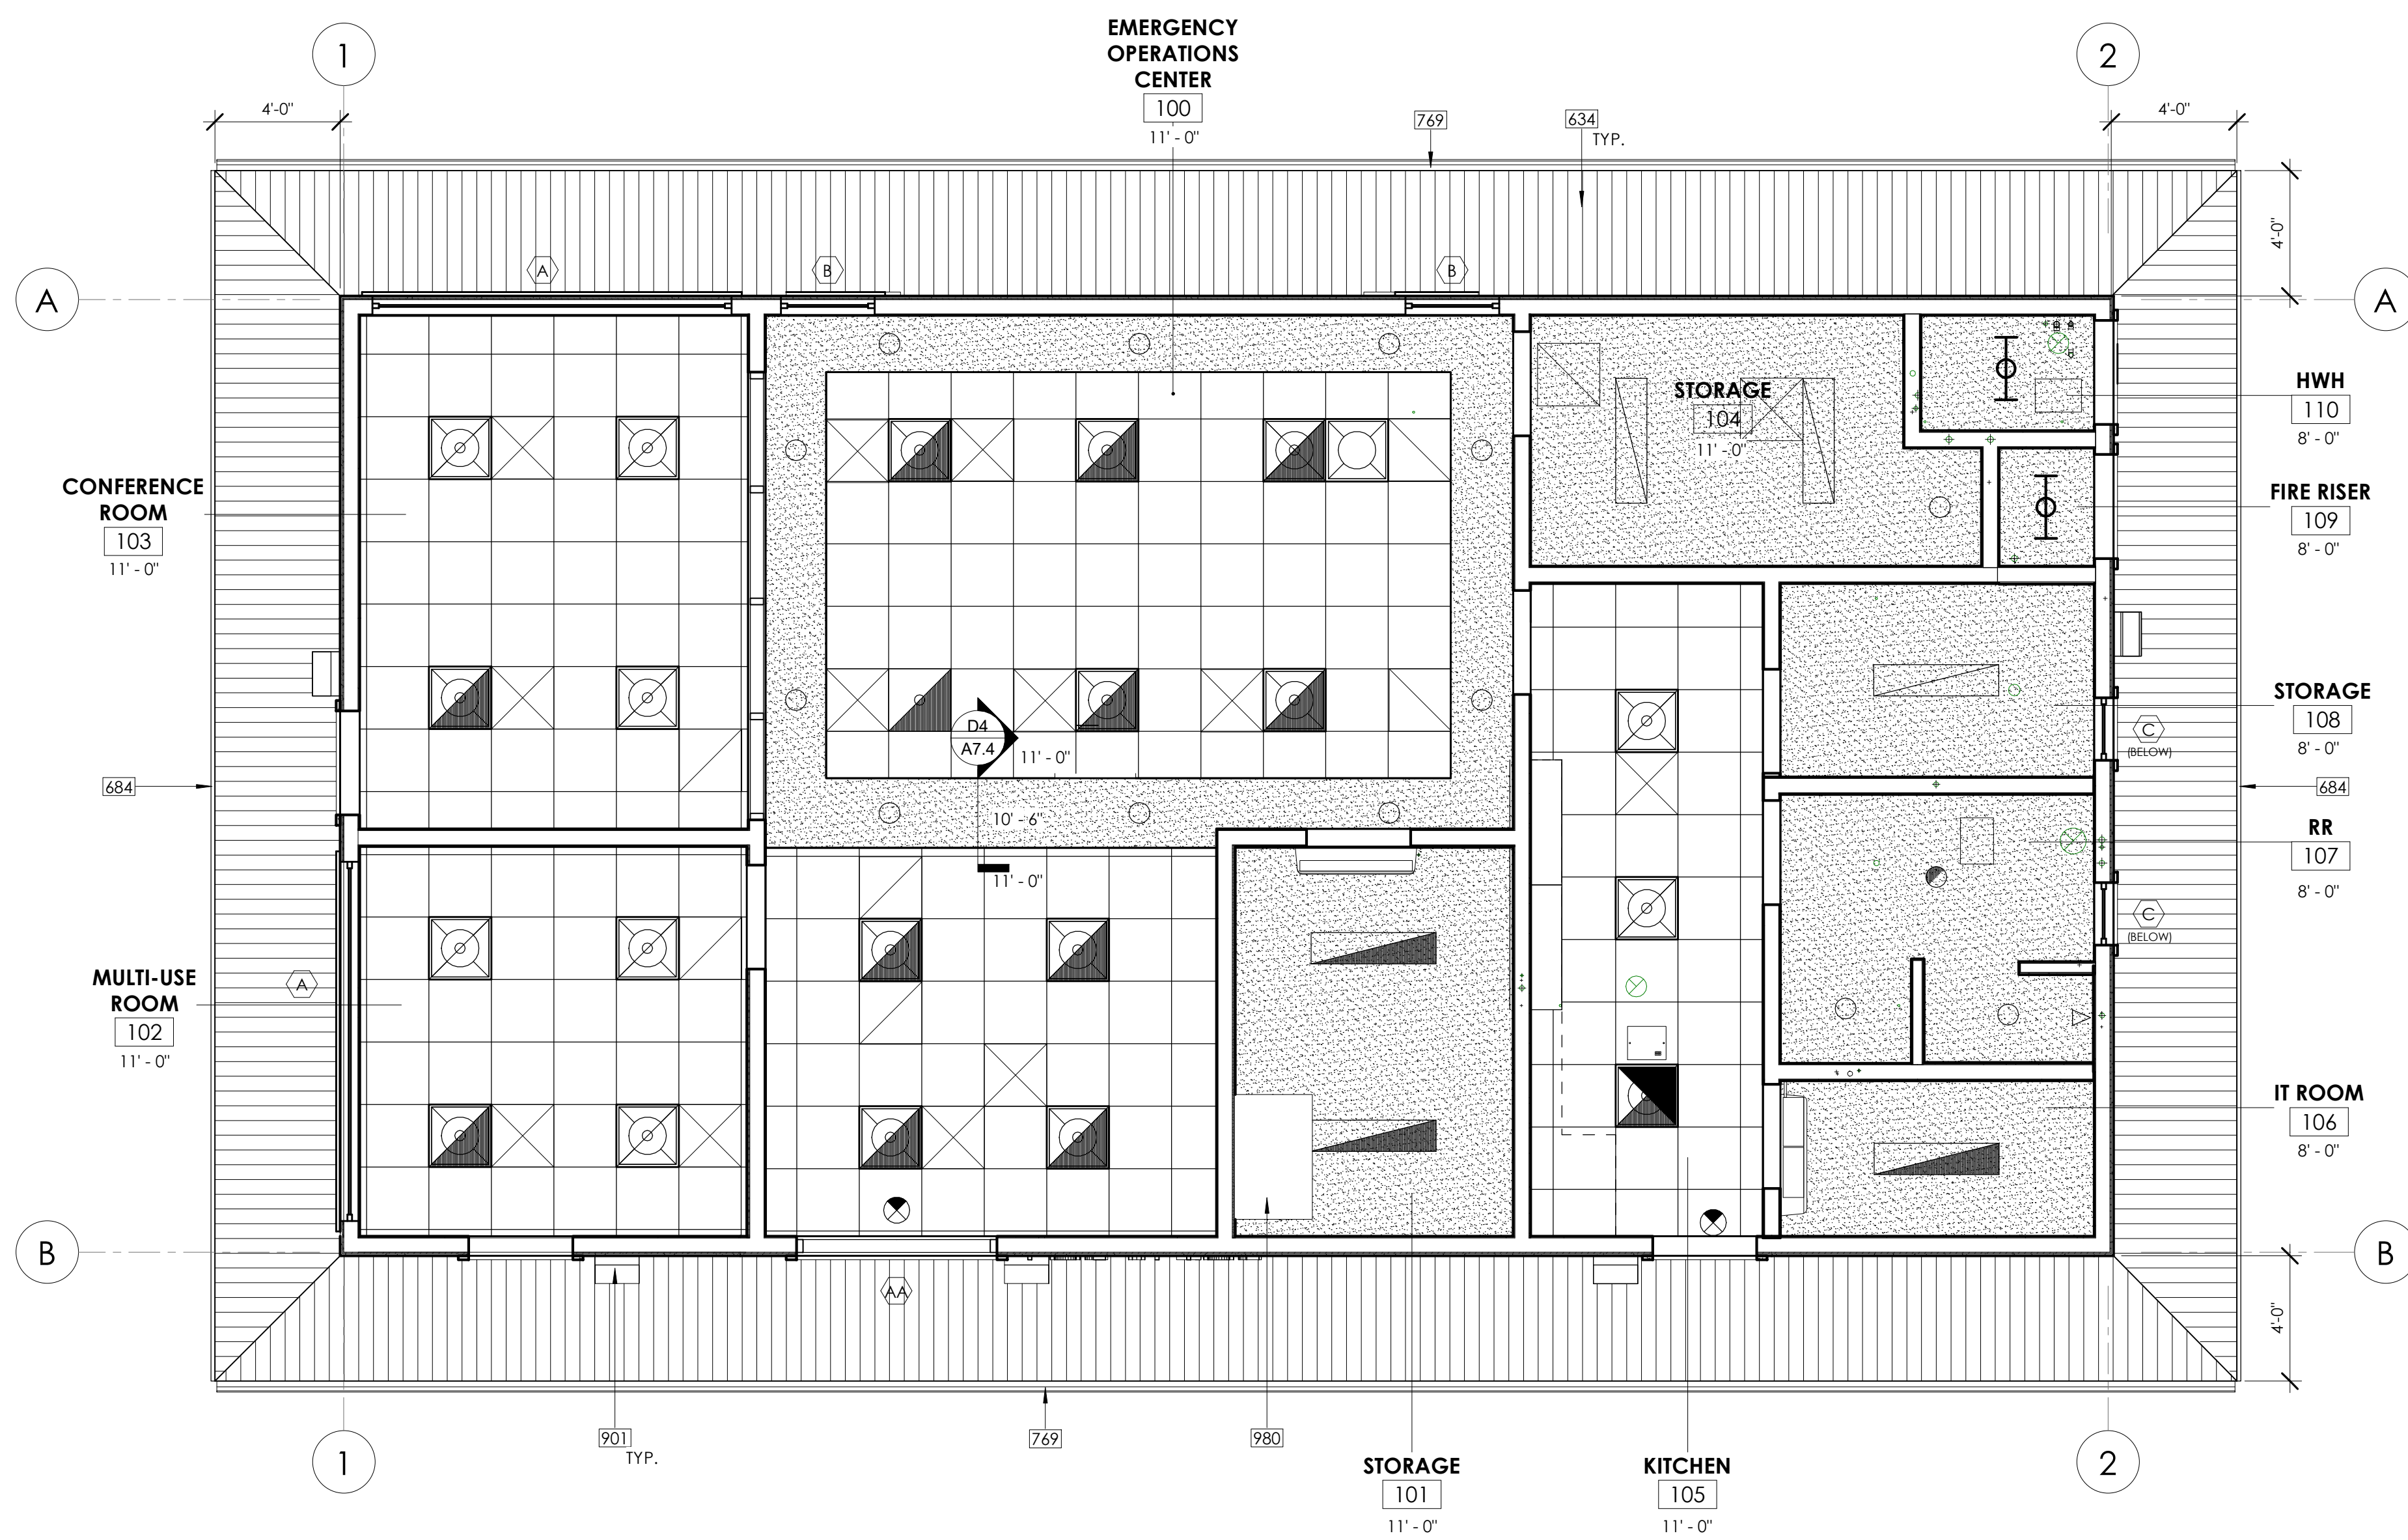 EMERGENCY
OPERATIONS
CENTER
100
11' - 0"
1
2
4'-0"
769
634
TYP.
4'-0"
4'-0"
A
B
B
A
A
HWH
110
8' - 0"
STORAGE
104
11' - 0"
CONFERENCE
ROOM
103
11' - 0"
FIRE RISER
109
8' - 0"
STORAGE
108
8' - 0"
C
(BELOW)
D4
A7.4
11' - 0"
684
684
10' - 6"
RR
107
8' - 0"
11' - 0"
C
(BELOW)
MULTI-USE
ROOM
102
11' - 0"
A
IT ROOM
106
8' - 0"
B
B
AA
4'-0"
901
TYP.
769
980
1
2
STORAGE
101
11' - 0"
KITCHEN
105
11' - 0"